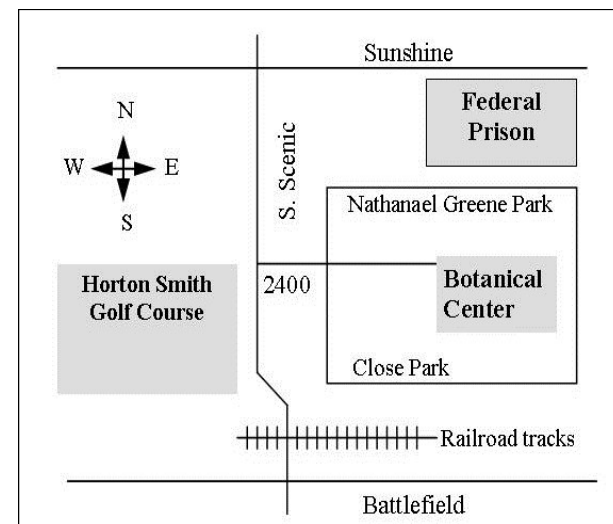 Sunshine
Federal
Prison
N
W
E
S
S. Scenic
Nathanael Greene Park
Horton Smith
Golf Course
2400
Botanical
Center
Close Park
Railroad tracks
Battlefield